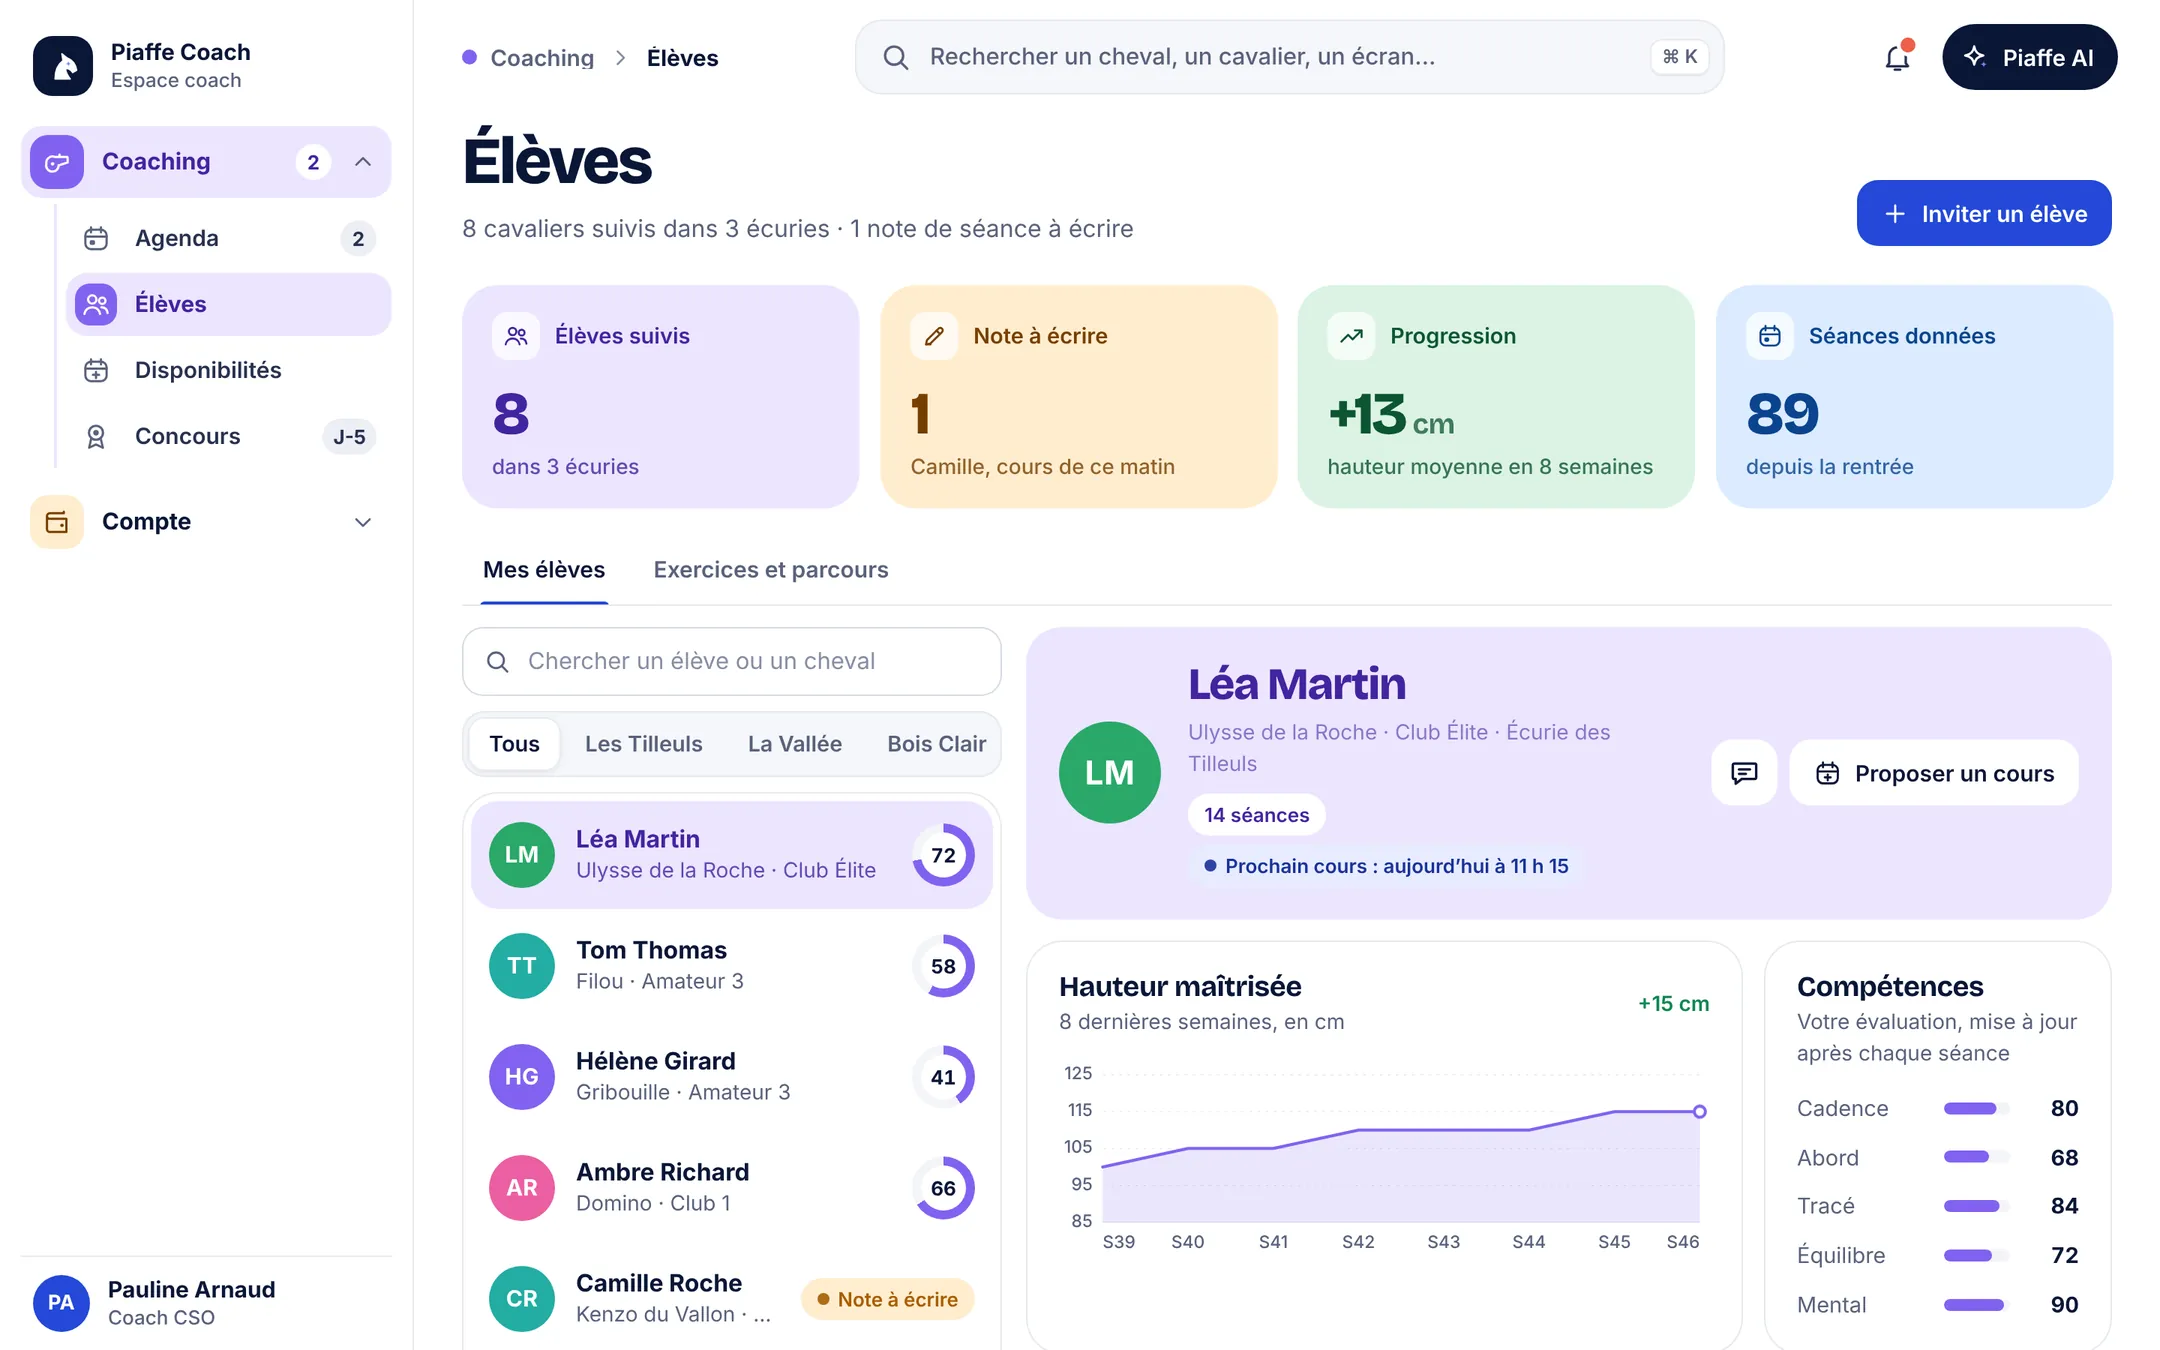 Piaffe Coach
Espace coach
Coaching
2
Agenda
2
Élèves
Disponibilités
Concours
J-5
Compte
Pauline Arnaud
Coach CSO
PA
Coaching
Élèves
Rechercher un cheval, un cavalier, un écran…
⌘ K
Piaffe AI
Élèves
8 cavaliers suivis dans 3 écuries · 1 note de séance à écrire
Inviter un élève
Élèves suivis
8
dans 3 écuries
Note à écrire
1
Camille, cours de ce matin
Progression
+13 cm
hauteur moyenne en 8 semaines
Séances données
89
depuis la rentrée
Mes élèves
Exercices et parcours
Chercher un élève ou un cheval
Tous
Les Tilleuls
La Vallée
Bois Clair
LM
Léa Martin
Ulysse de la Roche · Club Élite
72
TT
Tom Thomas
Filou · Amateur 3
58
HG
Hélène Girard
Gribouille · Amateur 3
41
AR
Ambre Richard
Domino · Club 1
66
CR
Camille Roche
Kenzo du Vallon · …
Note à écrire
LM
Léa Martin
Ulysse de la Roche · Club Élite · Écurie des
Tilleuls
14 séances
Prochain cours : aujourd’hui à 11 h 15
Proposer un cours
Hauteur maîtrisée
8 dernières semaines, en cm
+15 cm
125
115
105
95
85
S39
S40
S41
S42
S43
S44
S45
S46
Compétences
Votre évaluation, mise à jour
après chaque séance
Cadence
80
Abord
68
Tracé
84
Équilibre
72
Mental
90